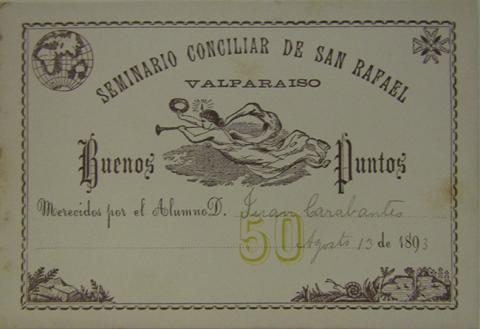 SEMINARIO CONCILIAR DE SAN RAFAEL
VALPARAISO
Buenos Puntos
Merecidos por el Alumno D. Juan Carabantes
50
Agosto 13 de 1893